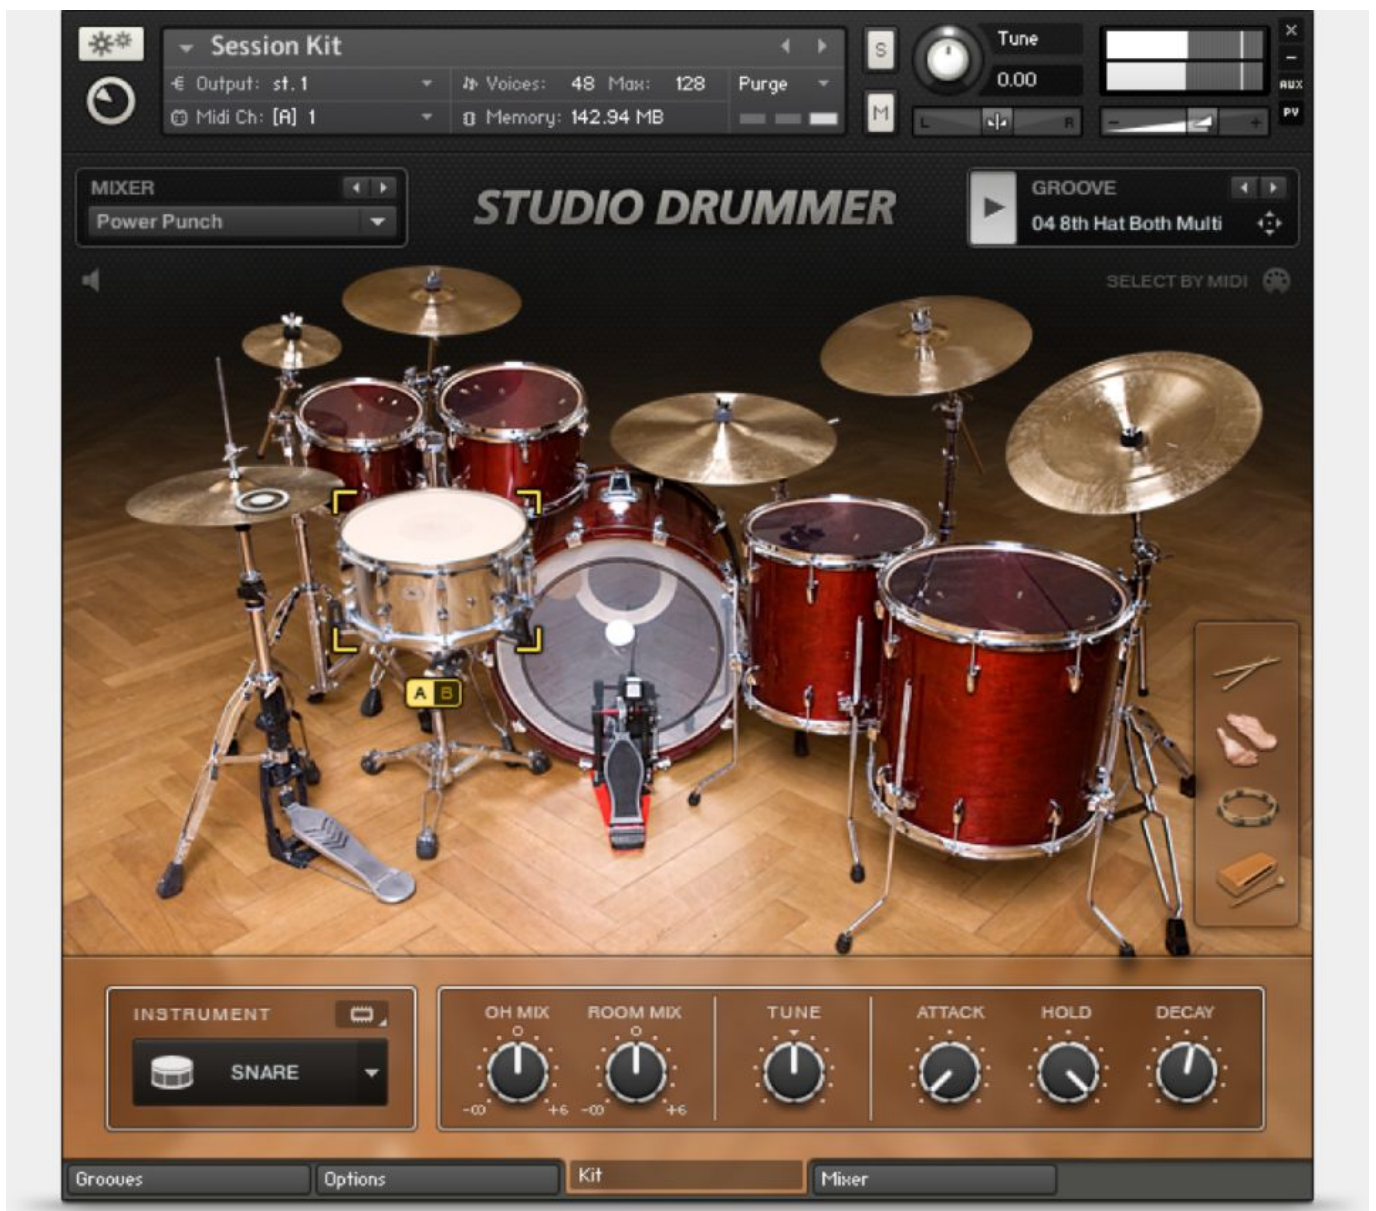 Session Kit
Output: st.1
Voices: 48 Max: 128
Purge
Midi Ch: [A] 1
Memory: 142.94 MB
S
M
Tune
0.00
L R
- +
×
-
AUX
PV
MIXER
Power Punch
STUDIO DRUMMER
GROOVE
04 8th Hat Both Multi
SELECT BY MIDI
A B
INSTRUMENT
SNARE
OH MIX
ROOM MIX
TUNE
ATTACK
HOLD
DECAY
-∞ +6 -∞ +6
Grooves
Options
Kit
Mixer